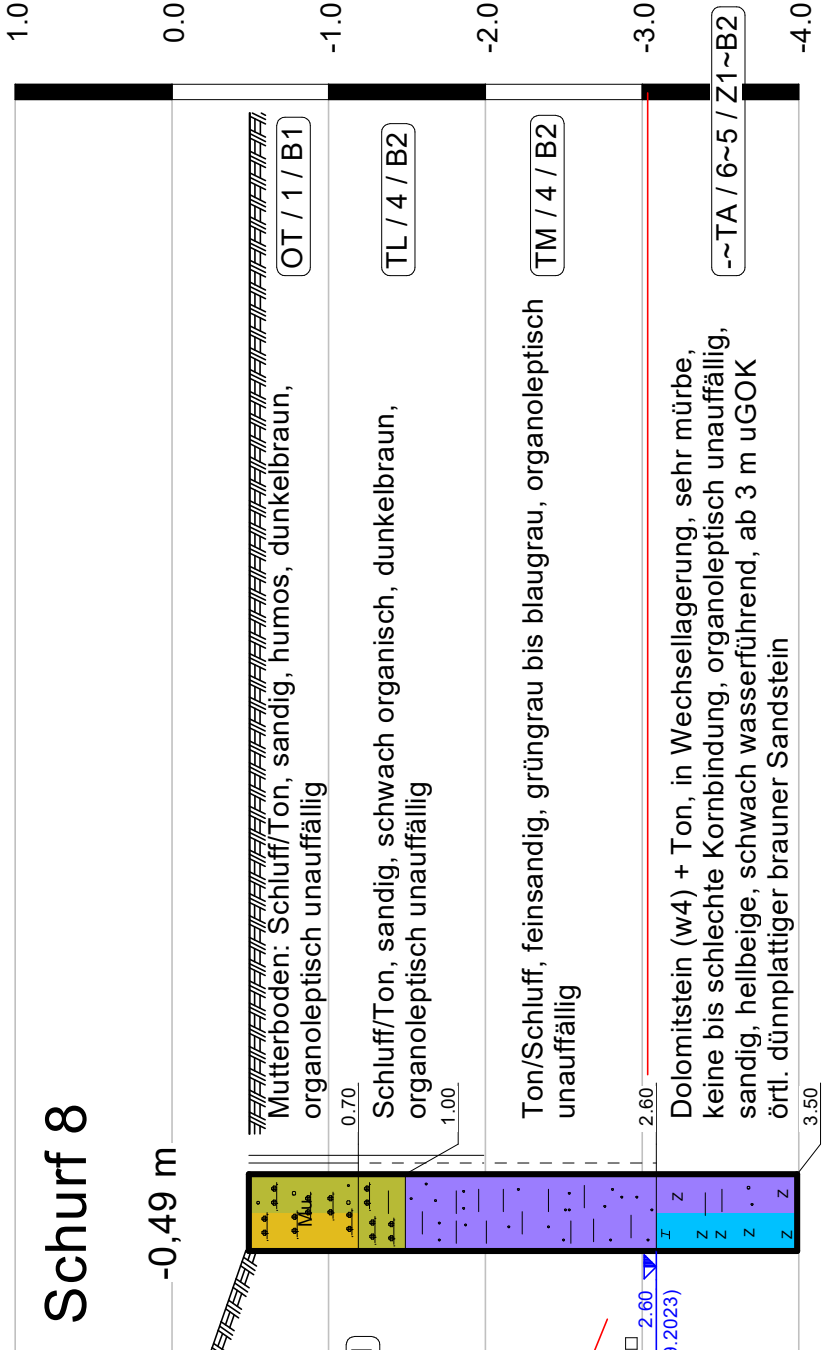 Schurf 8
-0,49 m
1.0
0.0
-1.0
-2.0
-3.0
-4.0
Mutterboden: Schluff/Ton, sandig, humos, dunkelbraun,
organoleptisch unauffällig
OT / 1 / B1
0.70
Schluff/Ton, sandig, schwach organisch, dunkelbraun,
organoleptisch unauffällig
TL / 4 / B2
1.00
Ton/Schluff, feinsandig, grüngrau bis blaugrau, organoleptisch
unauffällig
TM / 4 / B2
2.60
Dolomitstein (w4) + Ton, in Wechsellagerung, sehr mürbe,
keine bis schlechte Kornbindung, organoleptisch unauffällig,
sandig, hellbeige, schwach wasserführend, ab 3 m uGOK
örtl. dünnplattiger brauner Sandstein
-~TA / 6~5 / Z1~B2
3.50
Mu
Z Z Z Z Z Z Z
2.60
9.2023)